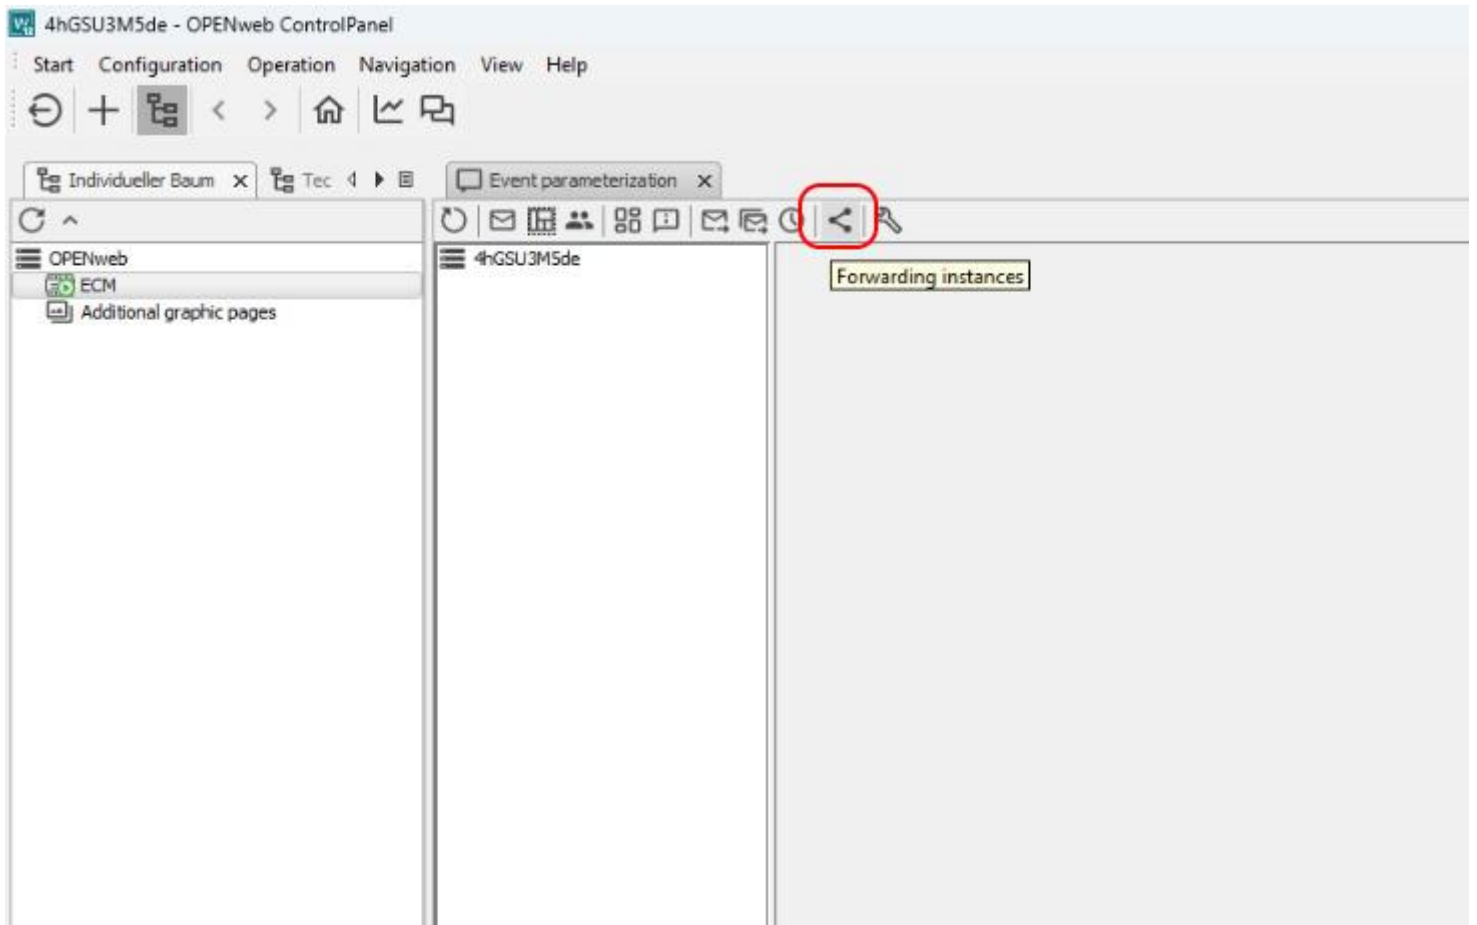 4hGSU3M5de - OPENweb ControlPanel
Start Configuration Operation Navigation View Help
Individueller Baum Tec Event parameterization
OPENweb
ECM
Additional graphic pages
4hGSU3M5de
Forwarding instances